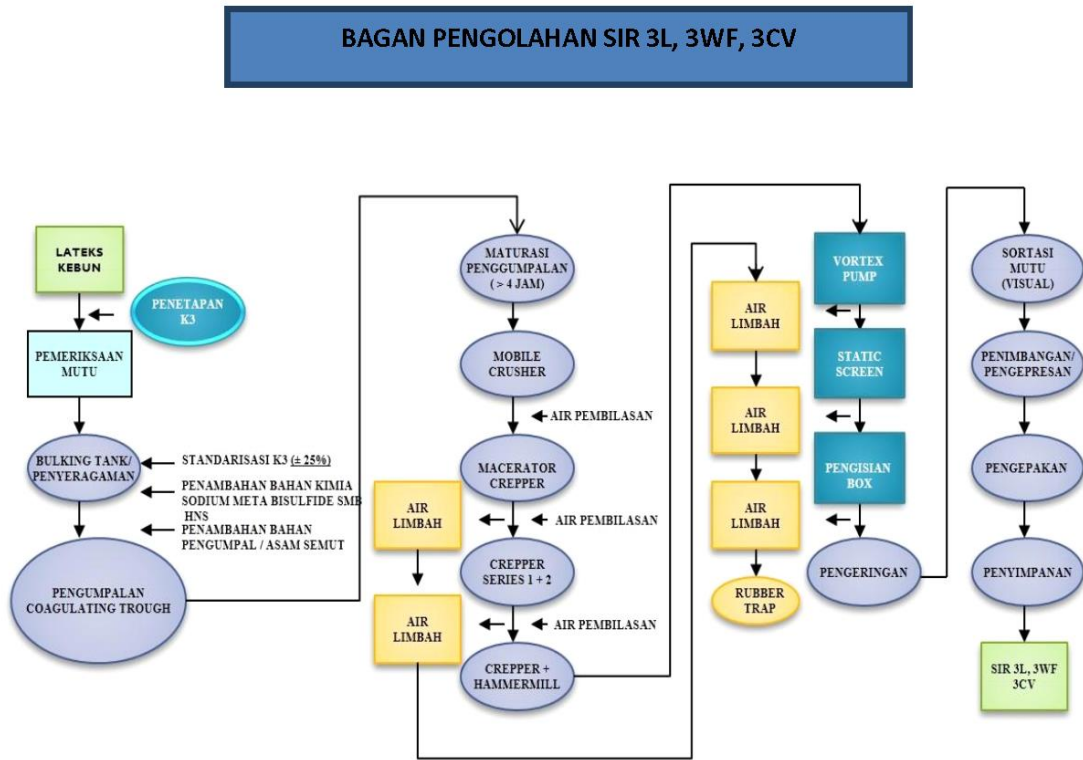 BAGAN PENGOLAHAN SIR 3L, 3WF, 3CV
LATEKS
KEBUN
PENETAPAN
K3
PEMERIKSAAN
MUTU
BULKING TANK/
PENYERAGAMAN
STANDARISASI K3 (± 25%)
PENAMBAHAN BAHAN KIMIA
SODIUM META BISULFIDE SMB
HNS
PENAMBAHAN BAHAN
PENGUMPAL / ASAM SEMUT
PENGUMPALAN
COAGULATING TROUGH
MATURASI
PENGGUMPALAN
( > 4 JAM)
MOBILE
CRUSHER
AIR PEMBILASAN
MACERATOR
CREPPER
AIR
LIMBAH
AIR PEMBILASAN
CREPPER
SERIES 1 + 2
AIR
LIMBAH
AIR PEMBILASAN
CREPPER +
HAMMERMILL
AIR
LIMBAH
AIR
LIMBAH
AIR
LIMBAH
RUBBER
TRAP
VORTEX
PUMP
STATIC
SCREEN
PENGISIAN
BOX
PENGERINGAN
SORTASI
MUTU
(VISUAL)
PENIMBANGAN/
PENGEPRESAN
PENGEPAKAN
PENYIMPANAN
SIR 3L, 3WF
3CV